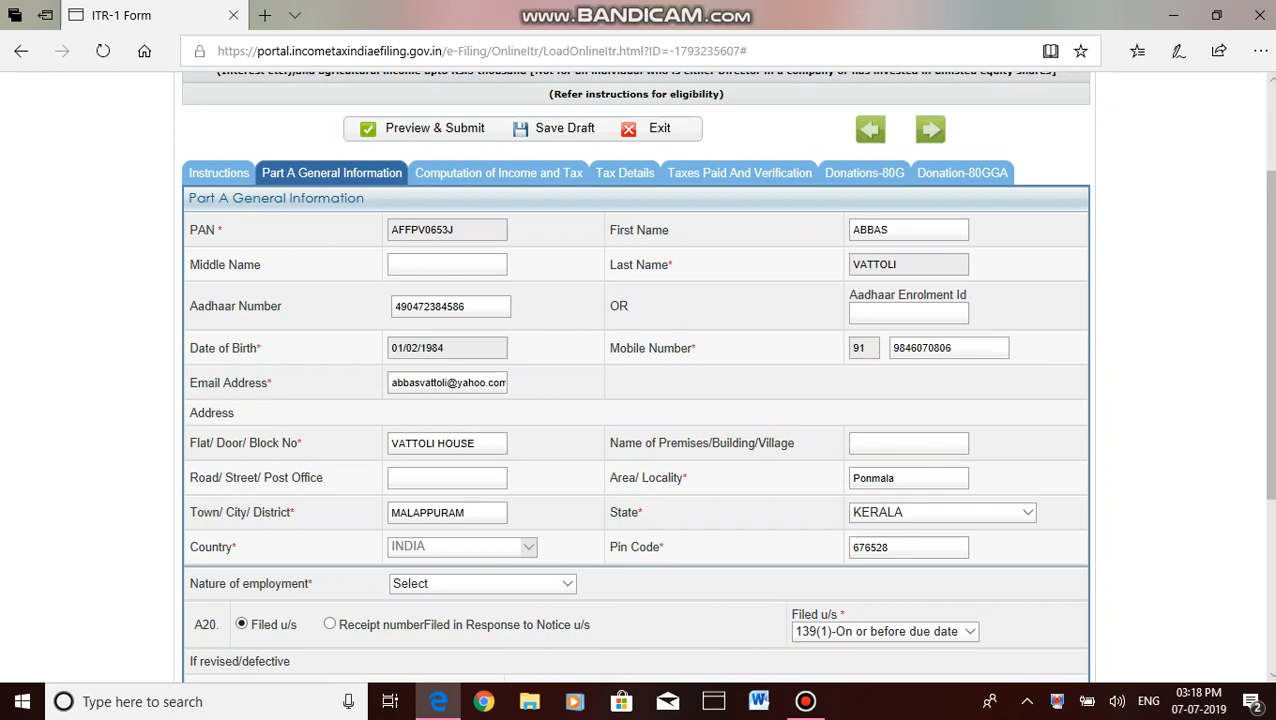 ITR-1 Form
www.BANDICAM.com
https://portal.incometaxindiaefiling.gov.in/e-Filing/OnlineItr/LoadOnlineItr.html?ID=-1793235607#
(Refer instructions for eligibility)
Preview & Submit Save Draft Exit
Instructions Part A General Information Computation of Income and Tax Tax Details Taxes Paid And Verification Donations-80G Donation-80GGA
Part A General Information
PAN * AFFPV0653J First Name ABBAS
Middle Name Last Name* VATTOLI
Aadhaar Number 490472384586 OR Aadhaar Enrolment Id
Date of Birth* 01/02/1984 Mobile Number* 91 9846070806
Email Address* abbasvattoli@yahoo.com
Address
Flat/ Door/ Block No* VATTOLI HOUSE Name of Premises/Building/Village
Road/ Street/ Post Office Area/ Locality* Ponmala
Town/ City/ District* MALAPPURAM State* KERALA
Country* INDIA Pin Code* 676528
Nature of employment* Select
A20. Filed u/s Receipt numberFiled in Response to Notice u/s Filed u/s * 139(1)-On or before due date
If revised/defective
Type here to search ENG 03:18 PM
07-07-2019 2